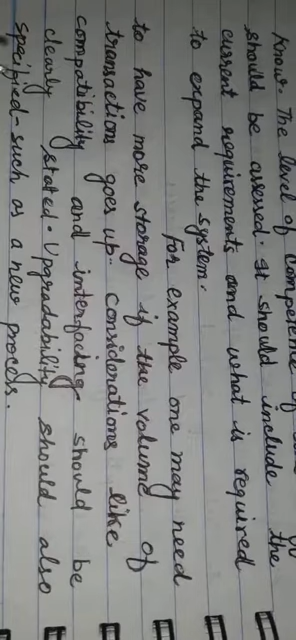 Know. The level of competence of
should be assessed. It should include the
current requirements and what is required
to expand the system.
For example one may need
to have more storage if the volume of
transactions goes up. considerations like
compatibility and interfacing should be
clearly stated. Upgradability should also
specified-such as a new process.